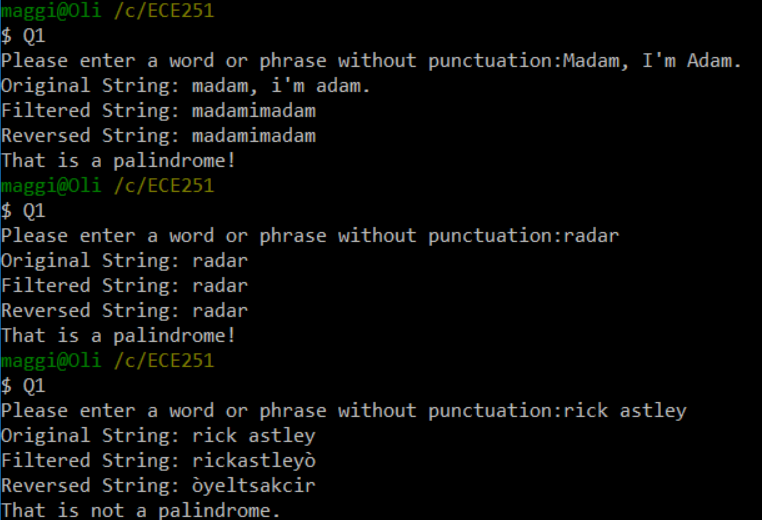 maggi@Oli /c/ECE251
$ Q1
Please enter a word or phrase without punctuation:Madam, I'm Adam.
Original String: madam, i'm adam.
Filtered String: madamimadam
Reversed String: madamimadam
That is a palindrome!
maggi@Oli /c/ECE251
$ Q1
Please enter a word or phrase without punctuation:radar
Original String: radar
Filtered String: radar
Reversed String: radar
That is a palindrome!
maggi@Oli /c/ECE251
$ Q1
Please enter a word or phrase without punctuation:rick astley
Original String: rick astley
Filtered String: rickastleyò
Reversed String: òyeltsakcir
That is not a palindrome.